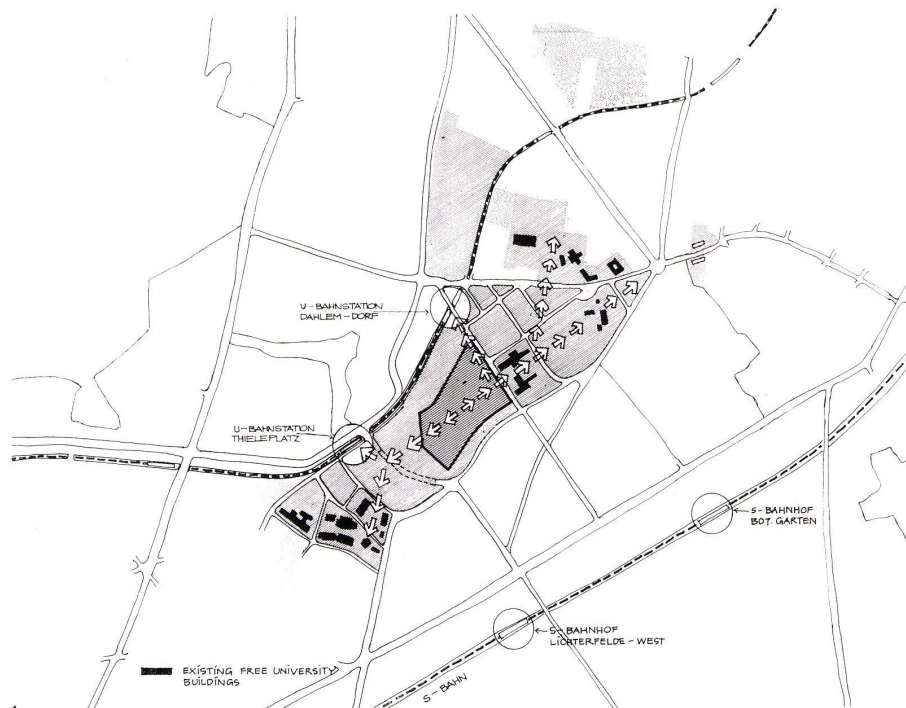 U-BAHNSTATION
DAHLEM-DORF
U-BAHNSTATION
THIELEPLATZ
S-BAHNHOF
BOT. GARTEN
S-BAHNHOF
LICHTERFELDE-WEST
S-BAHN
EXISTING FREE UNIVERSITY
BUILDINGS